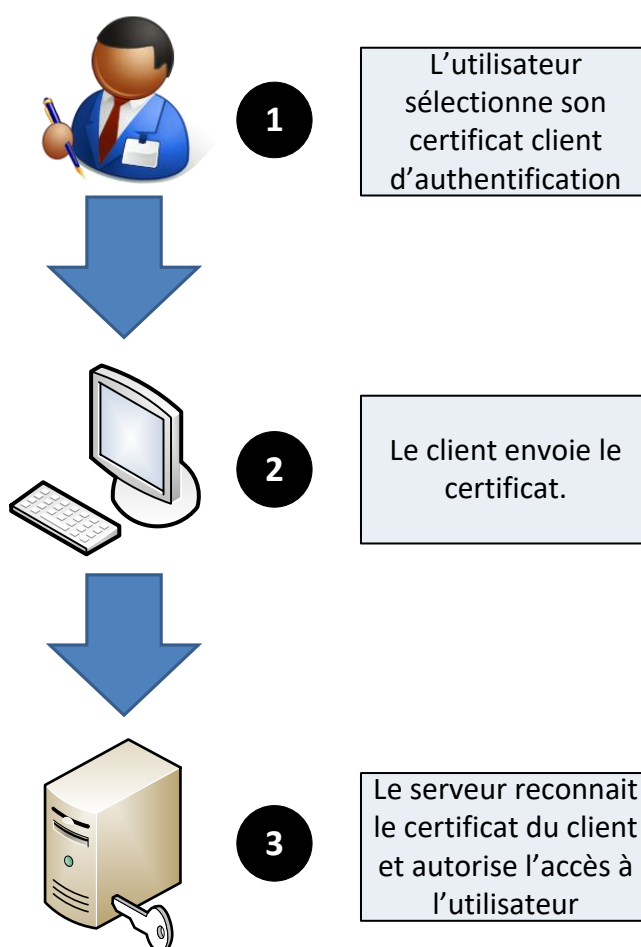 1
L’utilisateur
sélectionne son
certificat client
d’authentification
2
Le client envoie le
certificat.
3
Le serveur reconnait
le certificat du client
et autorise l’accès à
l’utilisateur